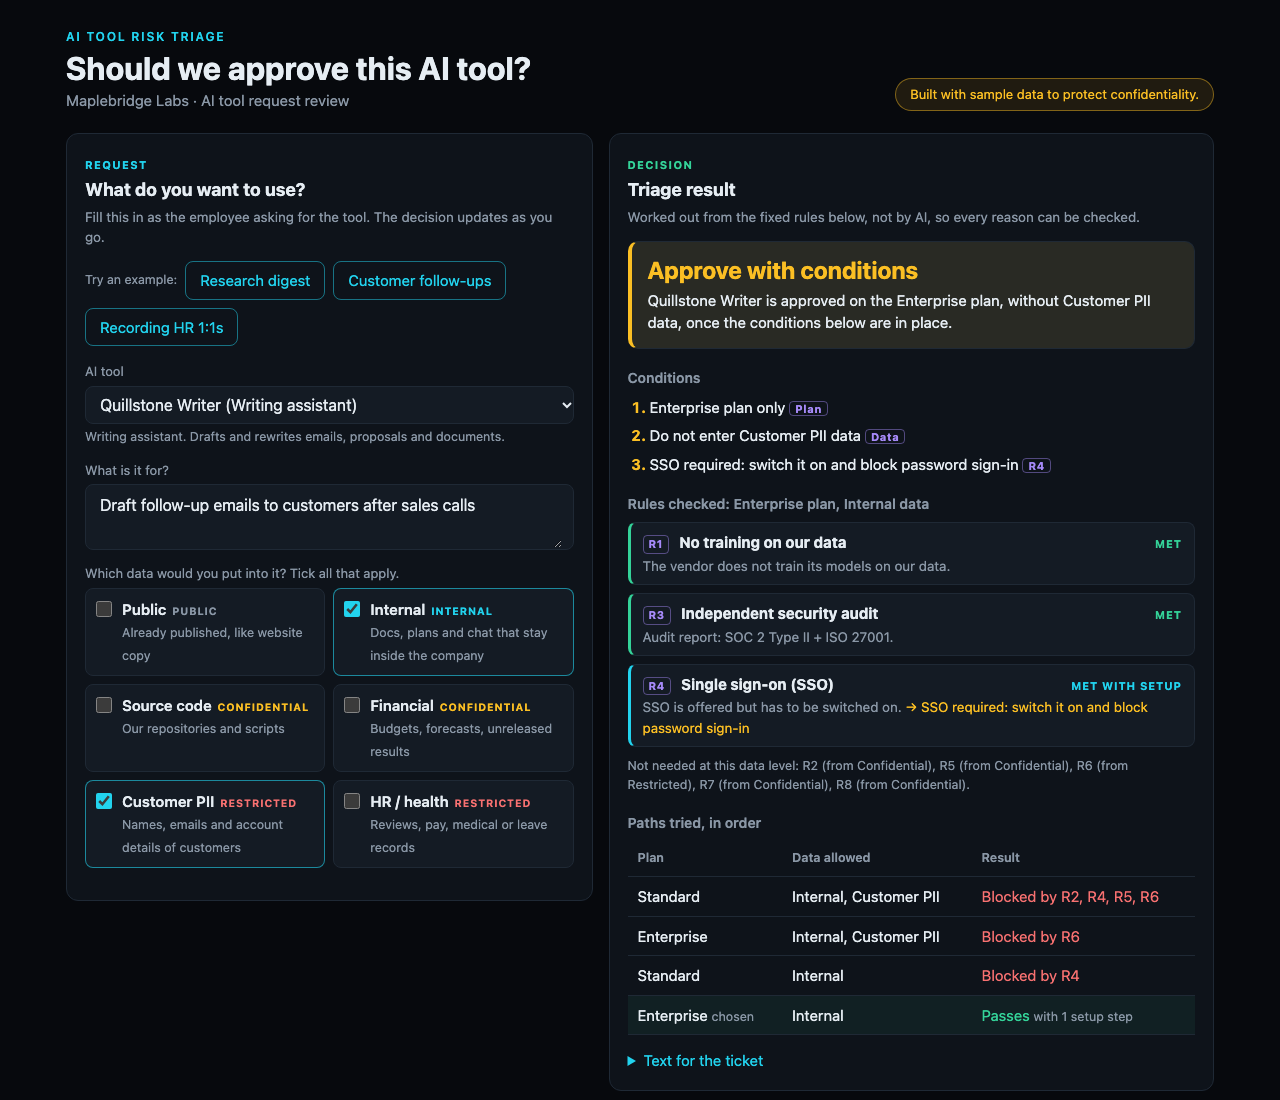 AI TOOL RISK TRIAGE
Should we approve this AI tool?
Maplebridge Labs · AI tool request review
Built with sample data to protect confidentiality.
REQUEST
What do you want to use?
Fill this in as the employee asking for the tool. The decision updates as you
go.
Try an example: Research digest Customer follow-ups
Recording HR 1:1s
AI tool
Quillstone Writer (Writing assistant)
Writing assistant. Drafts and rewrites emails, proposals and documents.
What is it for?
Draft follow-up emails to customers after sales calls
Which data would you put into it? Tick all that apply.
Public PUBLIC
Already published, like website
copy
Internal INTERNAL
Docs, plans and chat that stay
inside the company
Source code CONFIDENTIAL
Our repositories and scripts
Financial CONFIDENTIAL
Budgets, forecasts, unreleased
results
Customer PII RESTRICTED
Names, emails and account
details of customers
HR / health RESTRICTED
Reviews, pay, medical or leave
records
DECISION
Triage result
Worked out from the fixed rules below, not by AI, so every reason can be checked.
Approve with conditions
Quillstone Writer is approved on the Enterprise plan, without Customer PII
data, once the conditions below are in place.
Conditions
1. Enterprise plan only Plan
2. Do not enter Customer PII data Data
3. SSO required: switch it on and block password sign-in R4
Rules checked: Enterprise plan, Internal data
R1 No training on our data MET
The vendor does not train its models on our data.
R3 Independent security audit MET
Audit report: SOC 2 Type II + ISO 27001.
R4 Single sign-on (SSO) MET WITH SETUP
SSO is offered but has to be switched on. → SSO required: switch it on and block
password sign-in
Not needed at this data level: R2 (from Confidential), R5 (from Confidential), R6 (from
Restricted), R7 (from Confidential), R8 (from Confidential).
Paths tried, in order
Plan Data allowed Result
Standard Internal, Customer PII Blocked by R2, R4, R5, R6
Enterprise Internal, Customer PII Blocked by R6
Standard Internal Blocked by R4
Enterprise chosen Internal Passes with 1 setup step
Text for the ticket